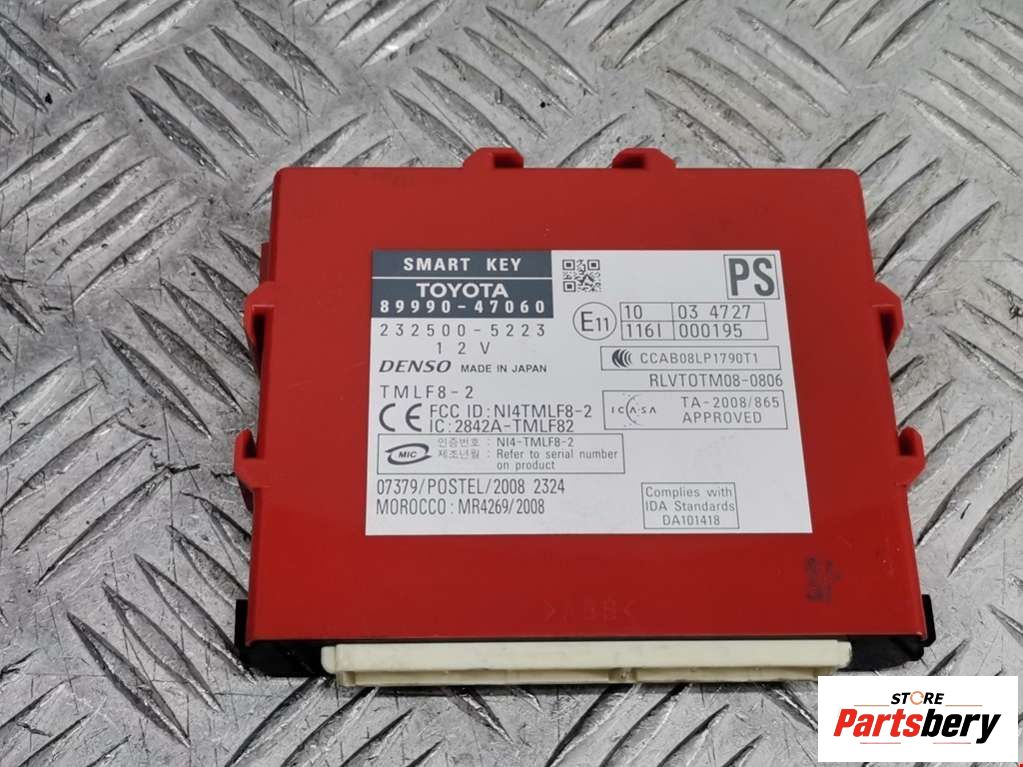 SMART KEY
TOYOTA
89990-47060
232500-5223
12V
DENSO MADE IN JAPAN
TMLF8-2
CE FCC ID:NI4TMLF8-2
IC:2842A-TMLF82
MIC 인증번호 : NI4-TMLF8-2
제조년월 : Refer to serial number
on product
07379/POSTEL/2008 2324
MOROCCO:MR4269/2008
PS
E11
10 03 4727
116I 000195
CCAB08LP1790T1
RLVTOTM08-0806
ICASA TA-2008/865
APPROVED
Complies with
IDA Standards
DA101418
>ABS<
STORE
Partsbery